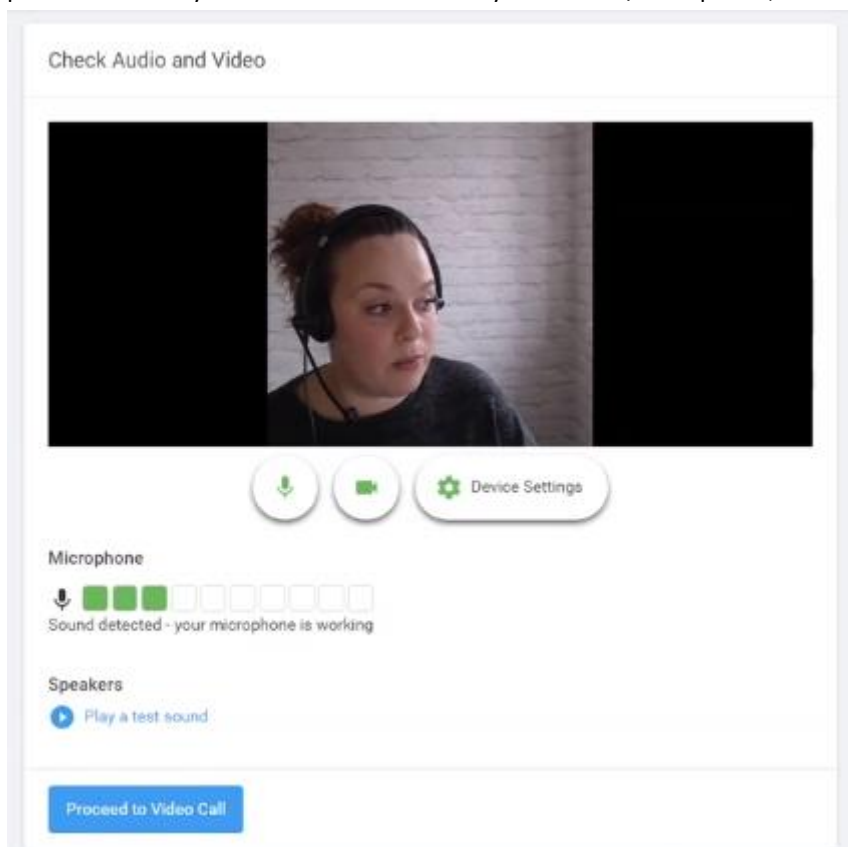 Check Audio and Video
Device Settings
Microphone
Sound detected - your microphone is working
Speakers
Play a test sound
Proceed to Video Call